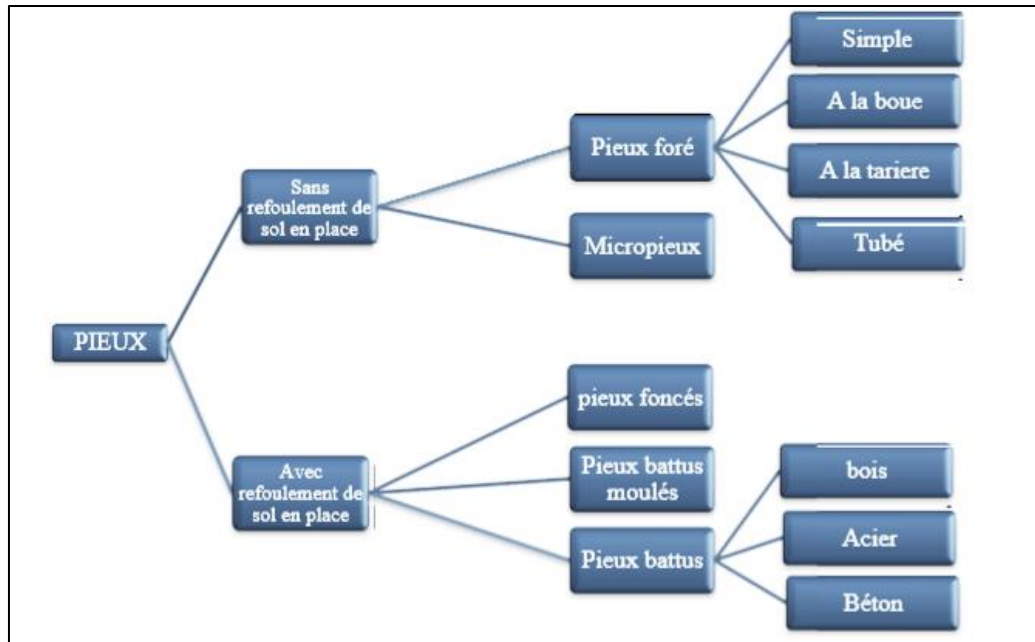 PIEUX
Sans
refoulement de
sol en place
Pieux foré
Simple
A la boue
A la tariere
Tubé
Micropieux
Avec
refoulement de
sol en place
pieux foncés
Pieux battus
moulés
Pieux battus
bois
Acier
Béton